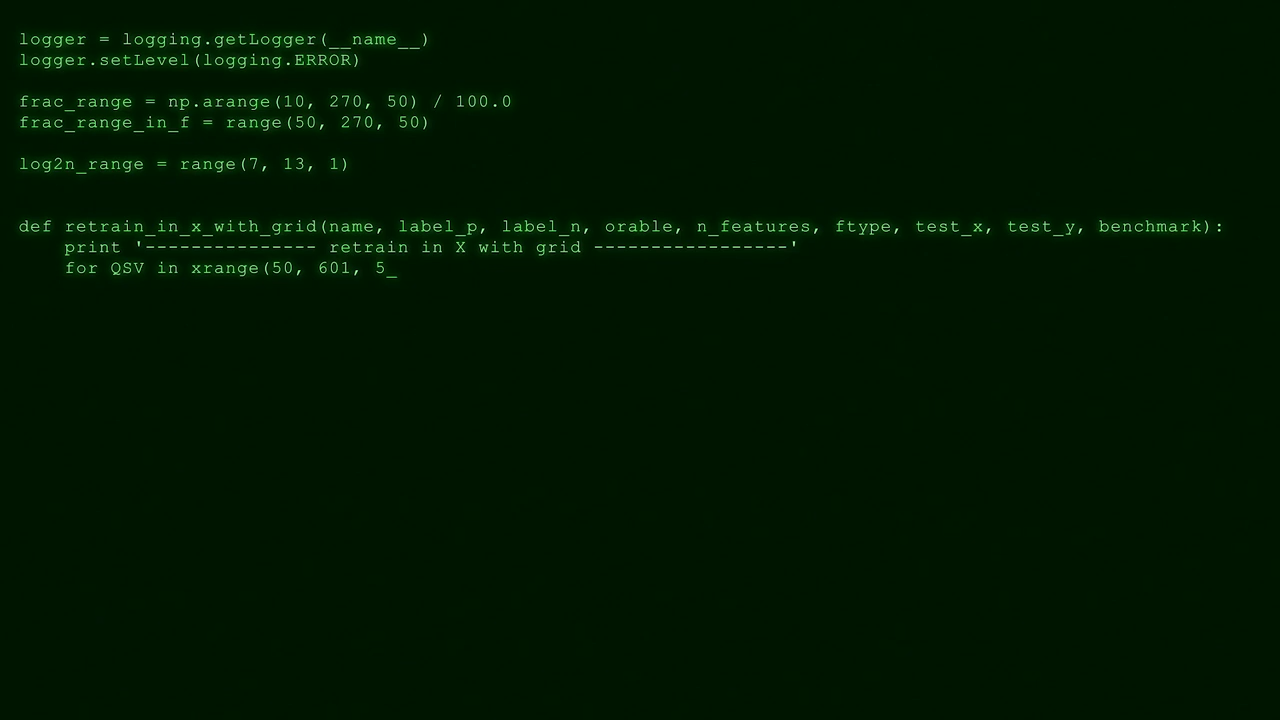 logger = logging.getLogger(__name__)
logger.setLevel(logging.ERROR)
frac_range = np.arange(10, 270, 50) / 100.0
frac_range_in_f = range(50, 270, 50)
log2n_range = range(7, 13, 1)
def retrain_in_x_with_grid(name, label_p, label_n, orable, n_features, ftype, test_x, test_y, benchmark):
    print '--------------- retrain in X with grid -----------------'
    for QSV in xrange(50, 601, 5_